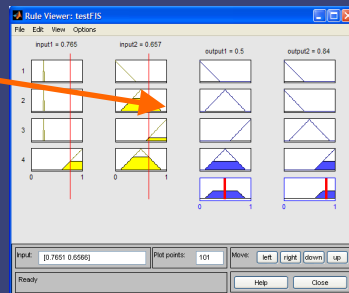 Rule Viewer: testFIS
File Edit View Options
input1 = 0.765 input2 = 0.657 output1 = 0.5 output2 = 0.84
1
2
3
4
0 1 0 1
0 1 0 1
Input: [0.7651 0.6566] Plot points: 101 Move: left right down up
Ready Help Close